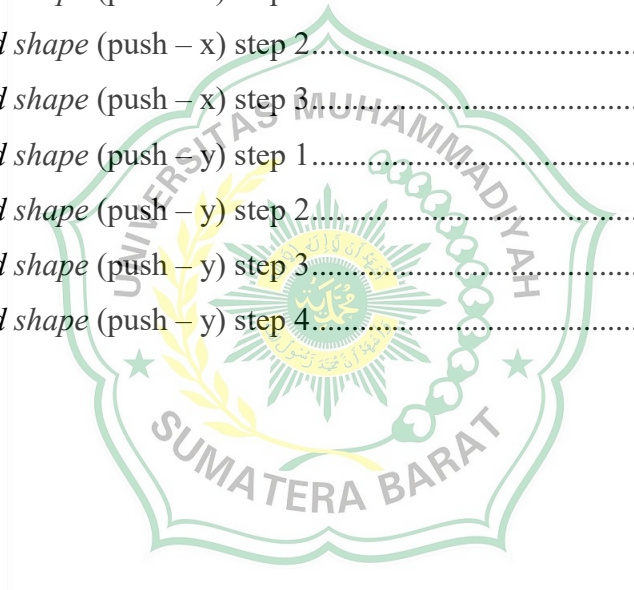 d shape (push – x) step 2........................................
d shape (push – x) step 3........................................
d shape (push – y) step 1........................................
d shape (push – y) step 2........................................
d shape (push – y) step 3........................................
d shape (push – y) step 4........................................
UNIVERSITAS MUHAMMADIYAH
SUMATERA BARAT
محمد